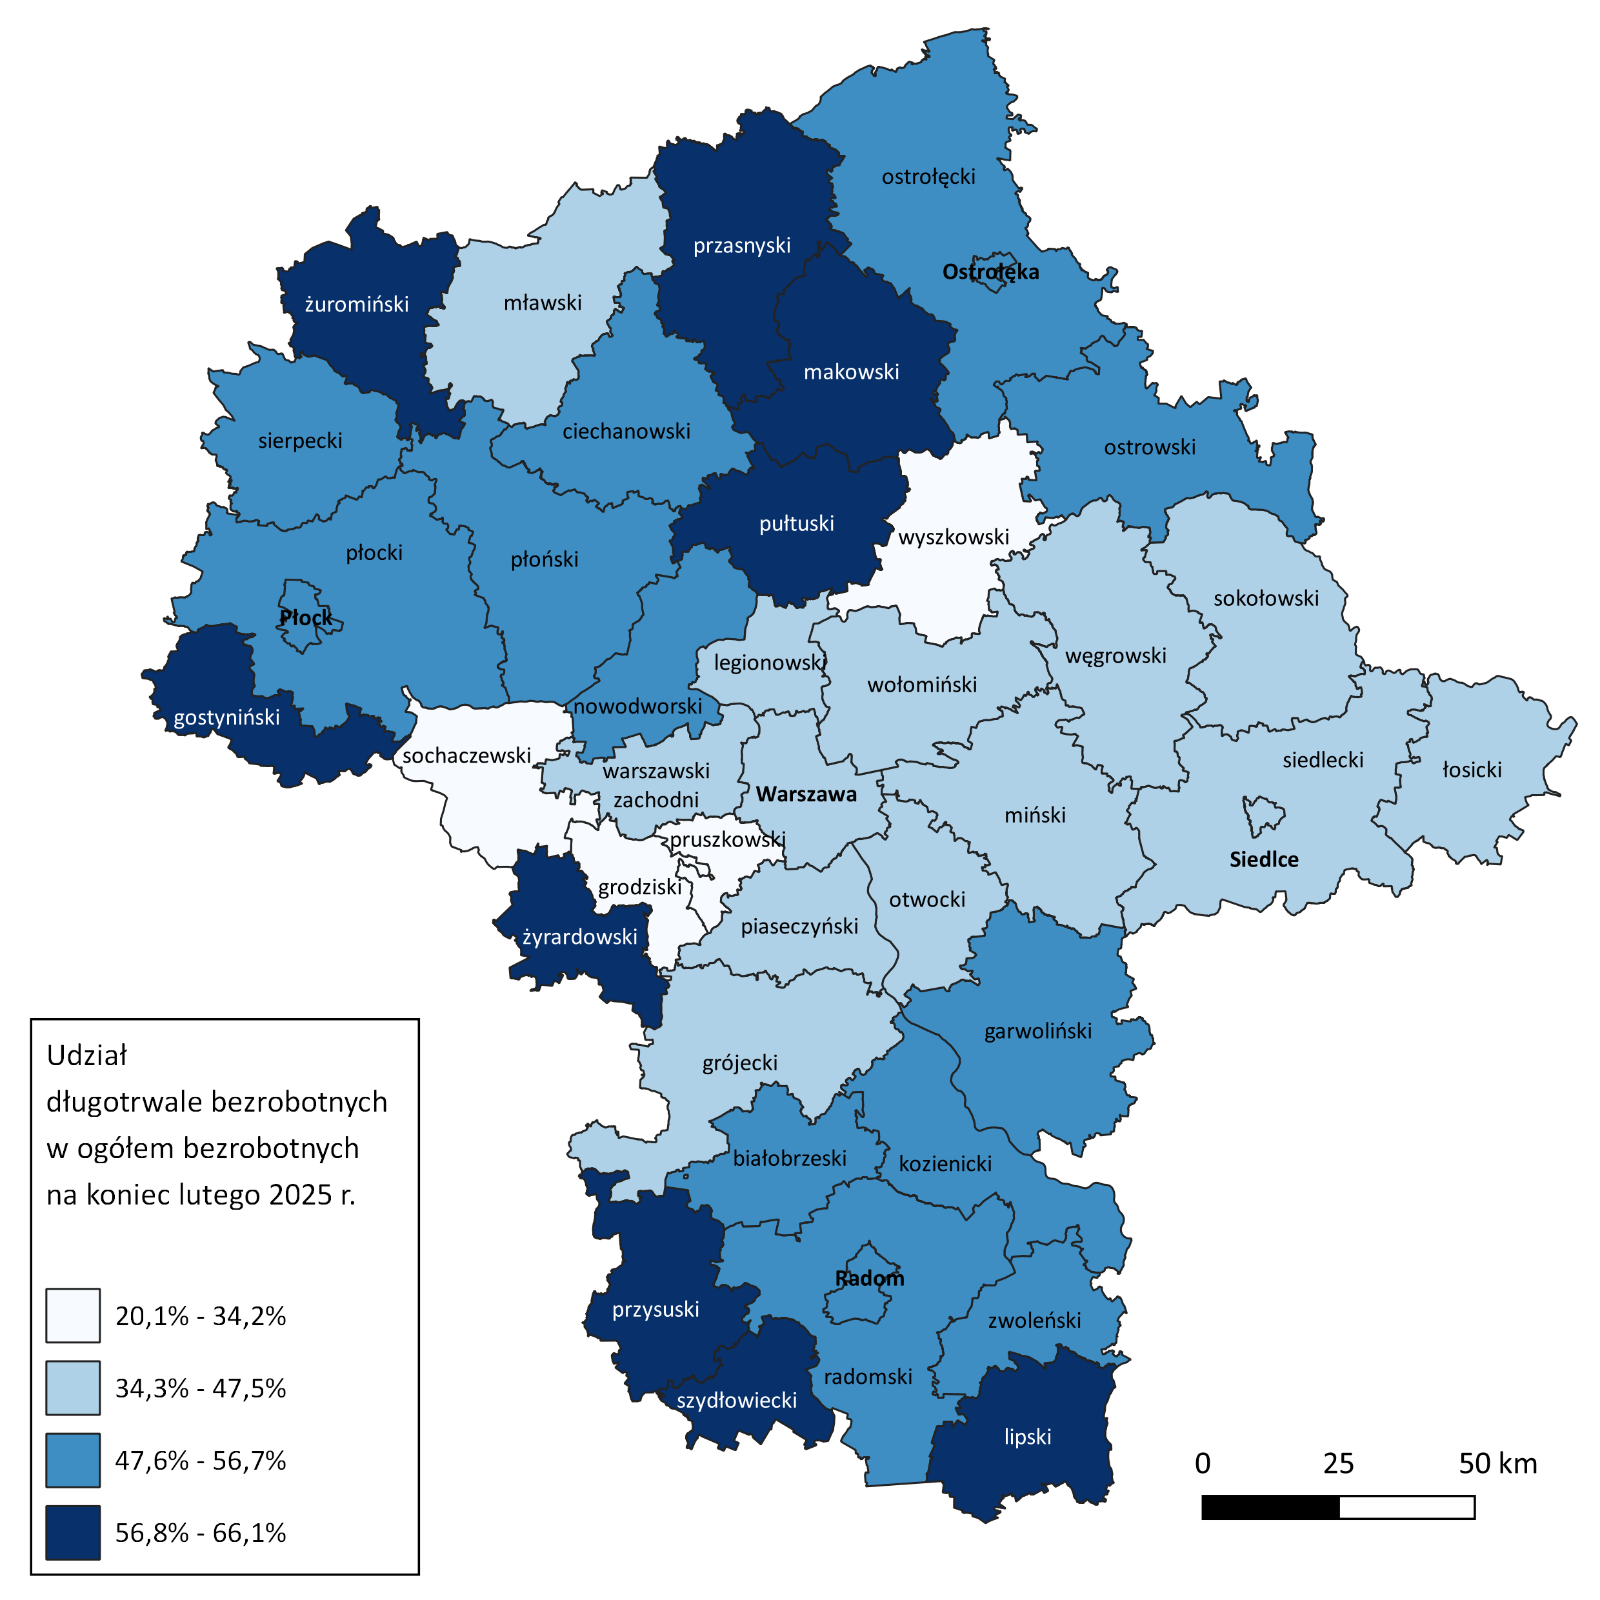 ostrołęcki
przasnyski
Ostrołęka
żuromiński
mławski
makowski
ciechanowski
sierpecki
ostrowski
pułtuski
wyszkowski
płocki
płoński
sokołowski
Płock
węgrowski
legionowski
wołomiński
nowodworski
gostyniński
sochaczewski
siedlecki
warszawski
zachodni
łosicki
Warszawa
miński
pruszkowski
Siedlce
grodziski
otwocki
piaseczyński
żyrardowski
garwoliński
grójecki
białobrzeski
kozienicki
Radom
przysuski
zwoleński
radomski
szydłowiecki
lipski
Udział
długotrwale bezrobotnych
w ogółem bezrobotnych
na koniec lutego 2025 r.
20,1% - 34,2%
34,3% - 47,5%
47,6% - 56,7%
56,8% - 66,1%
0 25 50 km